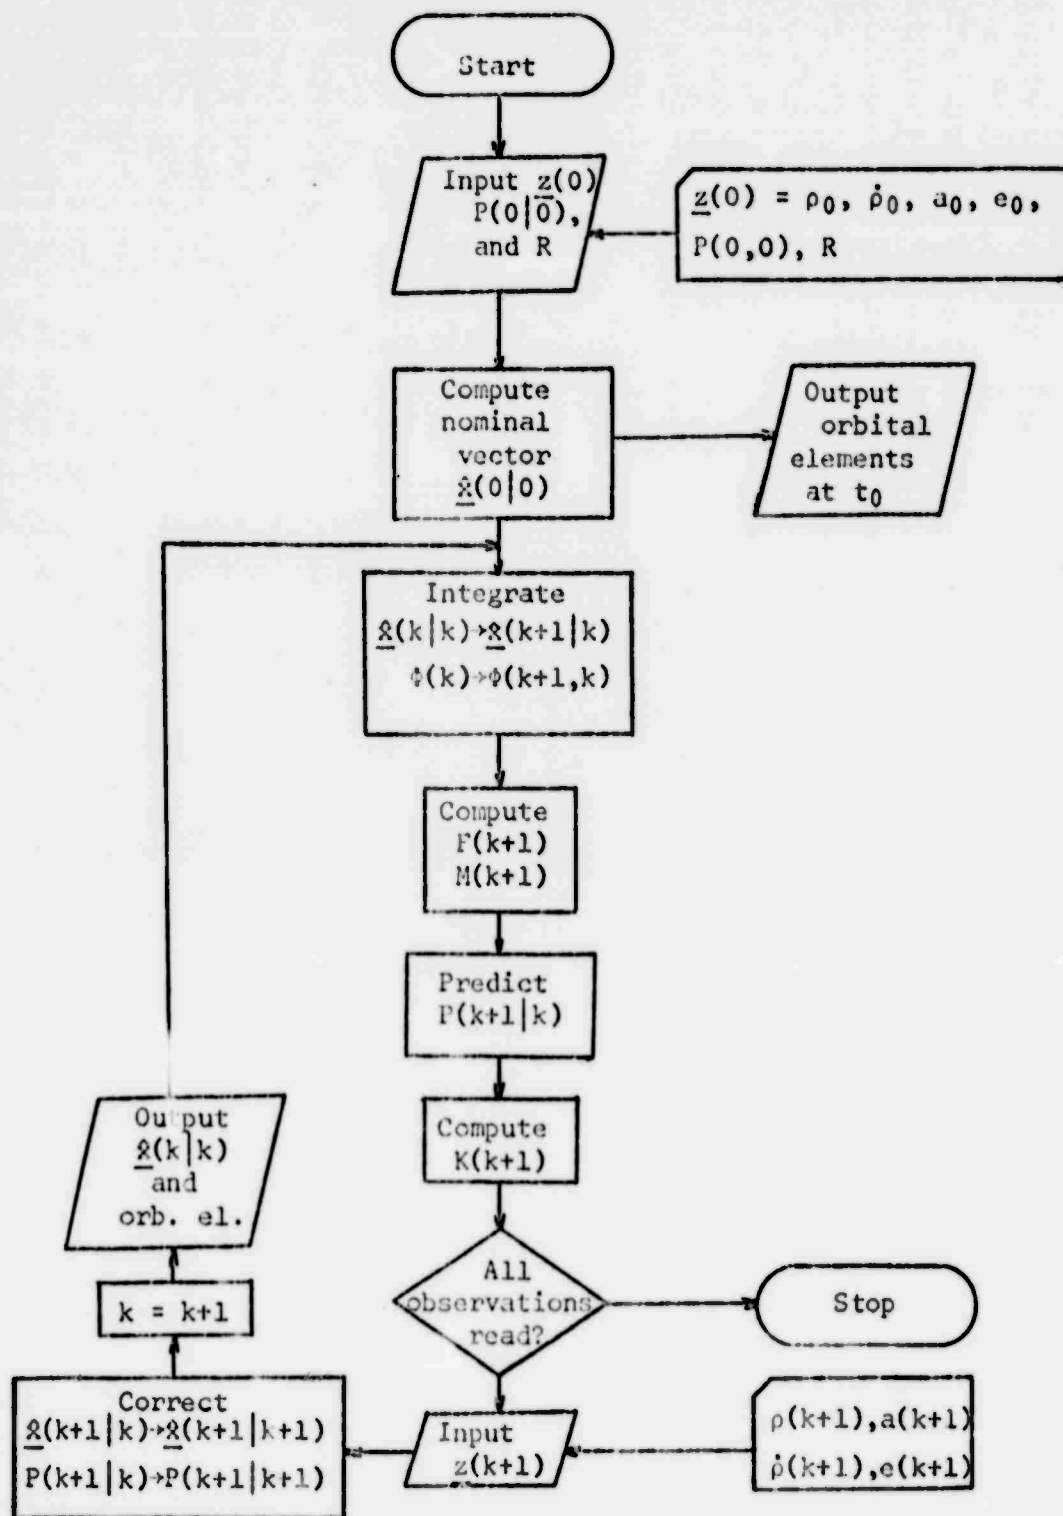 Start
Input z(0)
P(0|0),
and R
z(0) = ρ0, ρ̇0, a0, e0,
P(0,0), R
Compute
nominal
vector
x̂(0|0)
Output
orbital
elements
at t0
Integrate
x̂(k|k)→x̂(k+1|k)
Φ(k)→Φ(k+1,k)
Compute
F(k+1)
M(k+1)
Predict
P(k+1|k)
Compute
K(k+1)
All
observations
read?
Stop
Input
z(k+1)
ρ(k+1),a(k+1)
ρ̇(k+1),e(k+1)
Correct
x̂(k+1|k)→x̂(k+1|k+1)
P(k+1|k)→P(k+1|k+1)
k = k+1
Output
x̂(k|k)
and
orb. el.